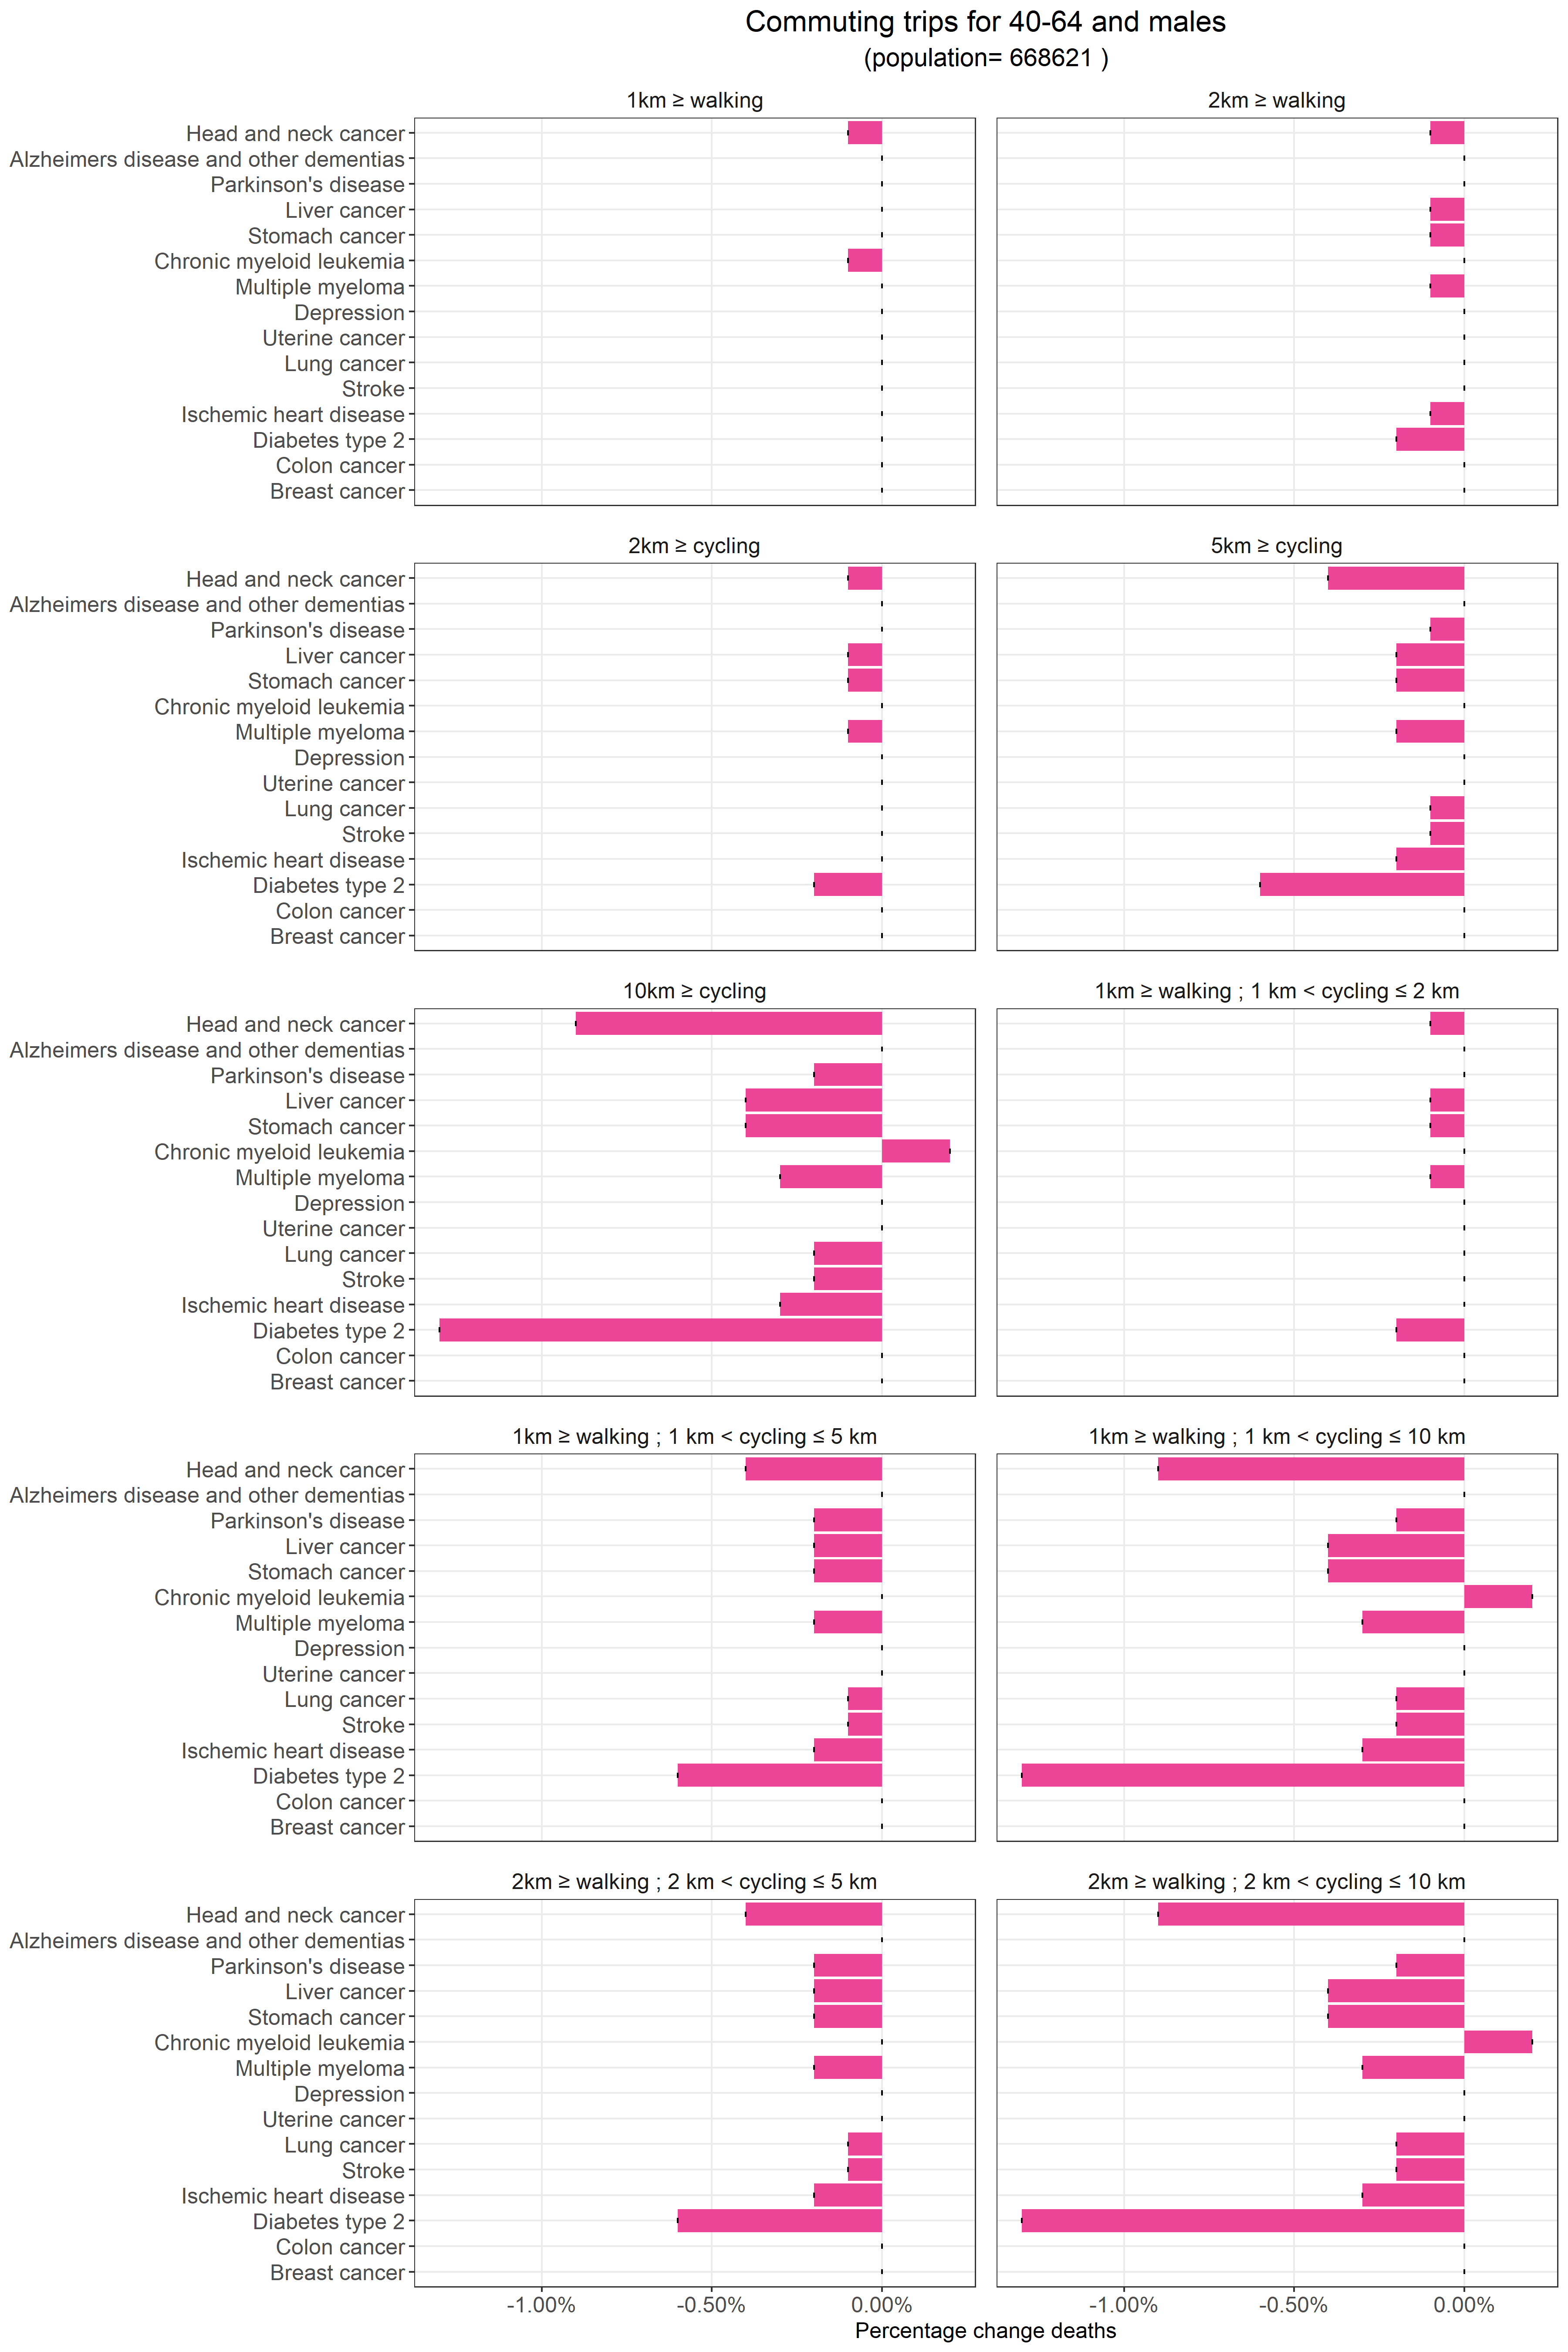 Commuting trips for 40-64 and males
(population= 668621 )
1km ≥ walking
2km ≥ walking
Head and neck cancer
Alzheimers disease and other dementias
Parkinson's disease
Liver cancer
Stomach cancer
Chronic myeloid leukemia
Multiple myeloma
Depression
Uterine cancer
Lung cancer
Stroke
Ischemic heart disease
Diabetes type 2
Colon cancer
Breast cancer
2km ≥ cycling
5km ≥ cycling
Head and neck cancer
Alzheimers disease and other dementias
Parkinson's disease
Liver cancer
Stomach cancer
Chronic myeloid leukemia
Multiple myeloma
Depression
Uterine cancer
Lung cancer
Stroke
Ischemic heart disease
Diabetes type 2
Colon cancer
Breast cancer
10km ≥ cycling
1km ≥ walking ; 1 km < cycling ≤ 2 km
Head and neck cancer
Alzheimers disease and other dementias
Parkinson's disease
Liver cancer
Stomach cancer
Chronic myeloid leukemia
Multiple myeloma
Depression
Uterine cancer
Lung cancer
Stroke
Ischemic heart disease
Diabetes type 2
Colon cancer
Breast cancer
1km ≥ walking ; 1 km < cycling ≤ 5 km
1km ≥ walking ; 1 km < cycling ≤ 10 km
Head and neck cancer
Alzheimers disease and other dementias
Parkinson's disease
Liver cancer
Stomach cancer
Chronic myeloid leukemia
Multiple myeloma
Depression
Uterine cancer
Lung cancer
Stroke
Ischemic heart disease
Diabetes type 2
Colon cancer
Breast cancer
2km ≥ walking ; 2 km < cycling ≤ 5 km
2km ≥ walking ; 2 km < cycling ≤ 10 km
Head and neck cancer
Alzheimers disease and other dementias
Parkinson's disease
Liver cancer
Stomach cancer
Chronic myeloid leukemia
Multiple myeloma
Depression
Uterine cancer
Lung cancer
Stroke
Ischemic heart disease
Diabetes type 2
Colon cancer
Breast cancer
-1.00% -0.50% 0.00% -1.00% -0.50% 0.00%
Percentage change deaths